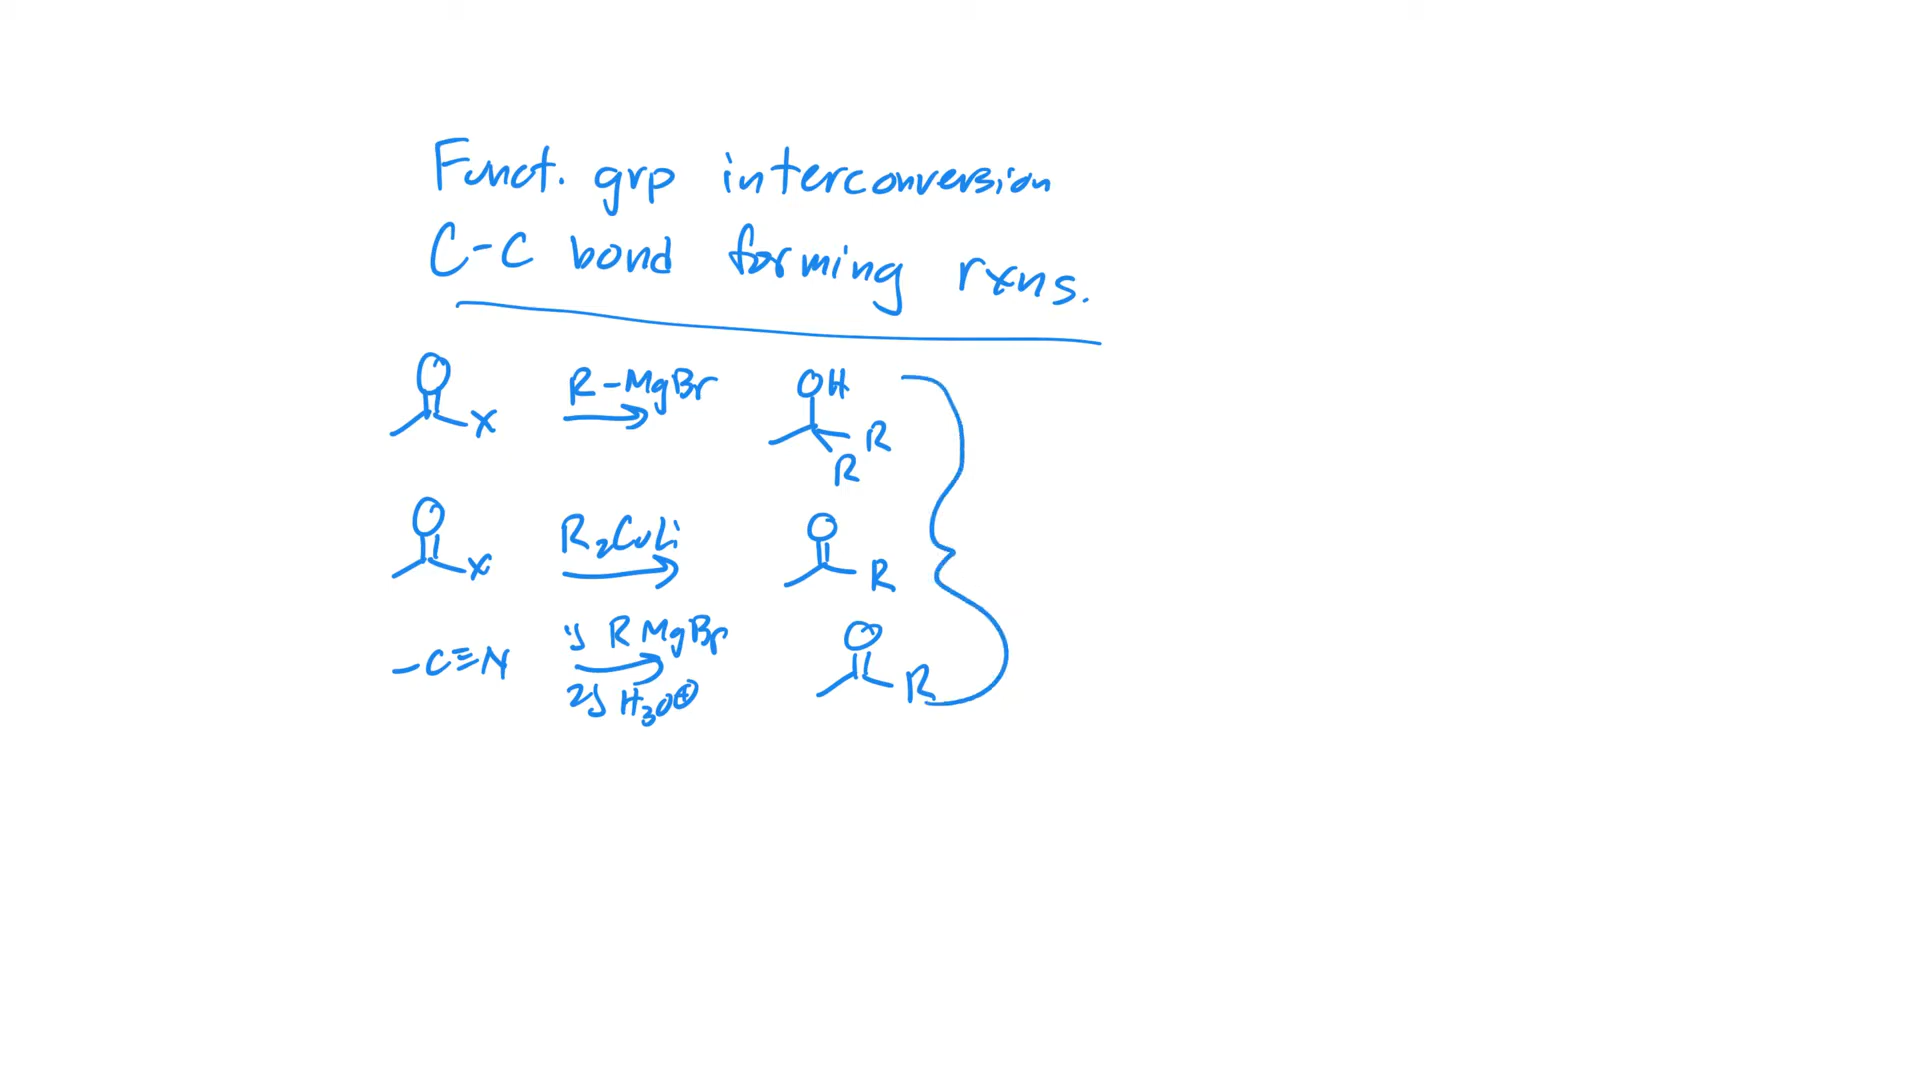 Funct. grp interconversion
C-C bond forming rxns.
O X R-MgBr OH R R
O X R₂CuLi O R
-C≡N 1) RMgBr O R
2) H₃O⊕